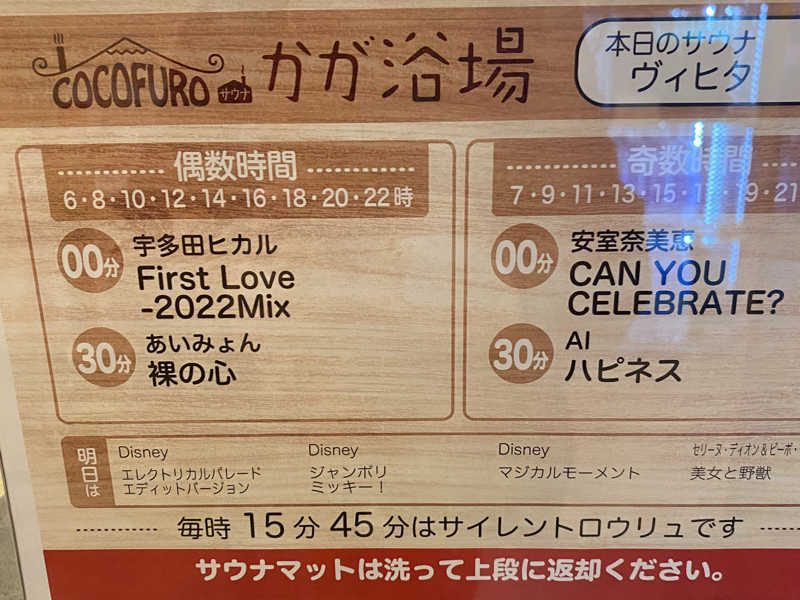 COCOFURO サウナ かが浴場
本日のサウナ
ヴィヒタ
偶数時間
6・8・10・12・14・16・18・20・22時
00分 宇多田ヒカル
First Love
-2022Mix
30分 あいみょん
裸の心
奇数時間
7・9・11・13・15・17・19・21
00分 安室奈美恵
CAN YOU
CELEBRATE?
30分 AI
ハピネス
明日は
Disney
エレクトリカルパレード
エディットバージョン
Disney
ジャンボリ
ミッキー！
Disney
マジカルモーメント
セリーヌ・ディオン&ピーボ・
美女と野獣
毎時 15分 45分はサイレントロウリュです
サウナマットは洗って上段に返却ください。